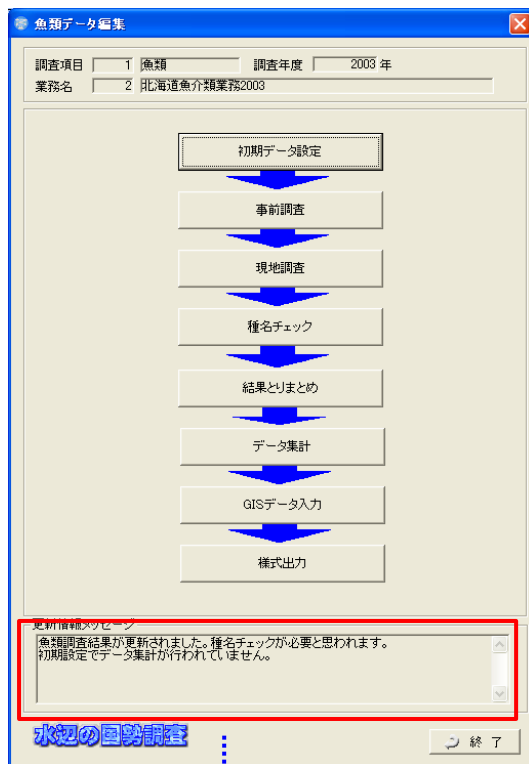 魚類データ編集
調査項目 1 魚類 調査年度 2003 年
業務名 2 北海道魚介類業務2003
初期データ設定
事前調査
現地調査
種名チェック
結果とりまとめ
データ集計
GISデータ入力
様式出力
更新情報メッセージ
魚類調査結果が更新されました。種名チェックが必要と思われます。
初期設定でデータ集計が行われていません。
水辺の国勢調査
終了